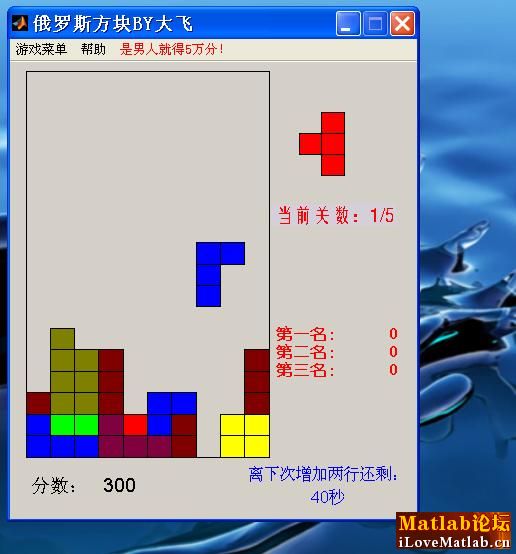 俄罗斯方块BY大飞
游戏菜单 帮助 是男人就得5万分!
当前关数: 1/5
第一名: 0
第二名: 0
第三名: 0
分数: 300
离下次增加两行还剩:
40秒
Matlab论坛
iLoveMatlab.cn